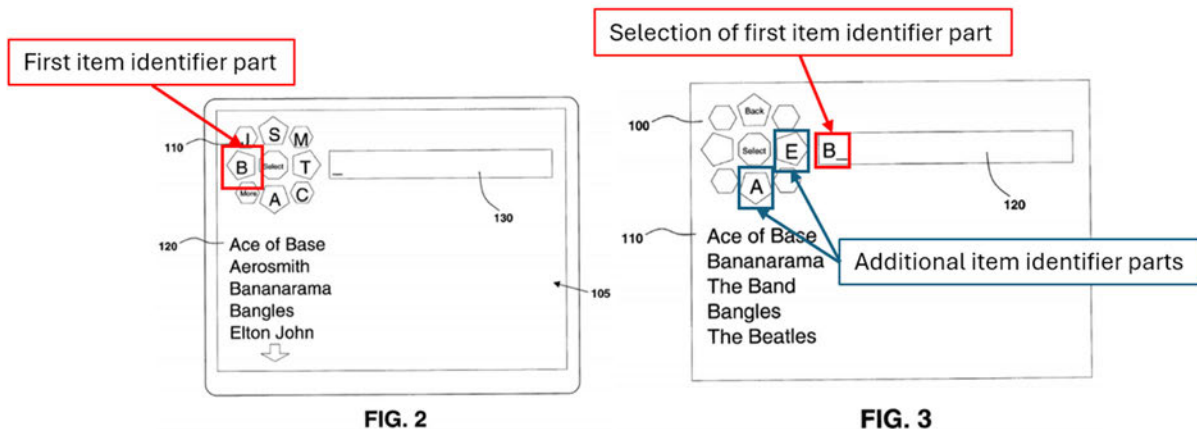 First item identifier part
110
J S M
B Select T
More A C
_
130
120
Ace of Base
Aerosmith
Bananarama
Bangles
Elton John
105
FIG. 2
Selection of first item identifier part
100
Back
Select E B_
A
120
110
Ace of Base
Bananarama
The Band
Bangles
The Beatles
Additional item identifier parts
FIG. 3